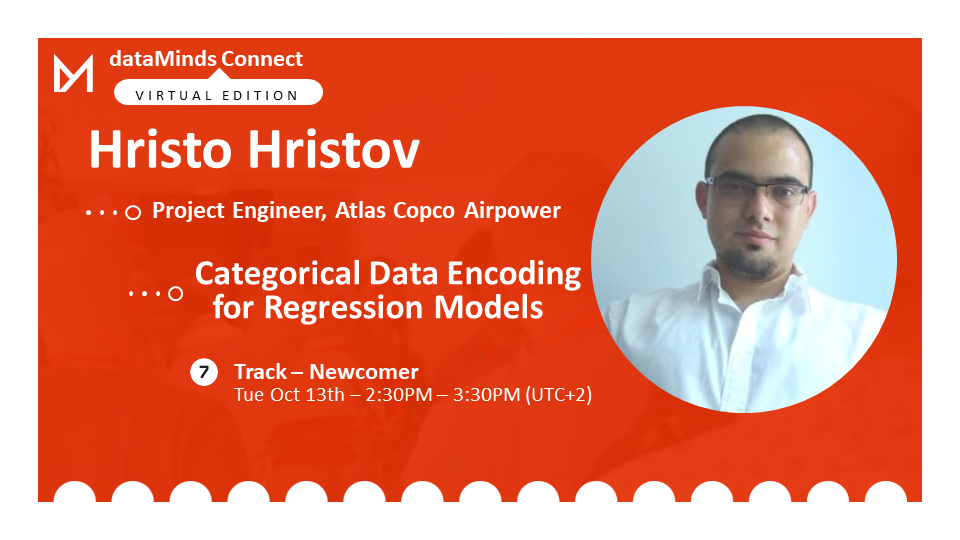 dataMinds Connect
VIRTUAL EDITION
Hristo Hristov
Project Engineer, Atlas Copco Airpower
Categorical Data Encoding
for Regression Models
7 Track – Newcomer
Tue Oct 13th – 2:30PM – 3:30PM (UTC+2)